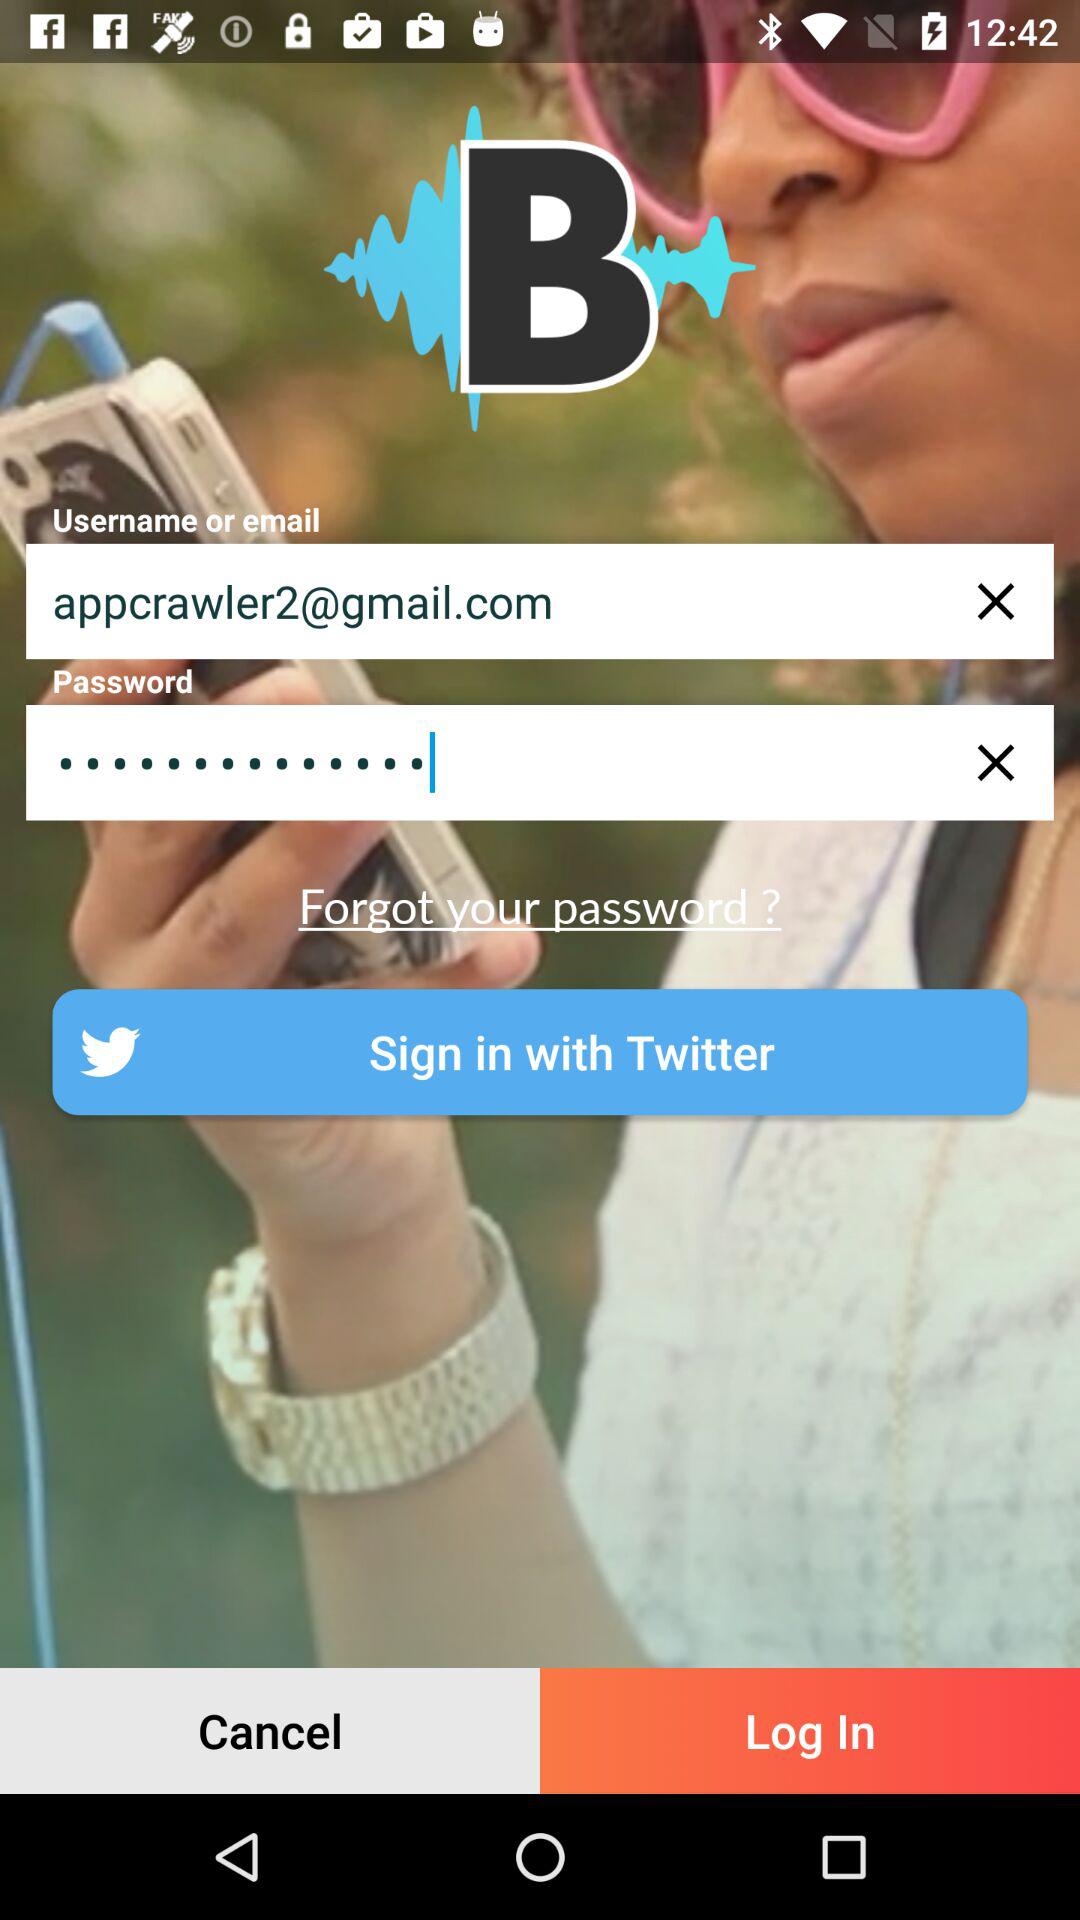 FAKE
12:42
B
Username or email
appcrawler2@gmail.com
Password
••••••••••••••
Forgot your password ?
Sign in with Twitter
Cancel
Log In